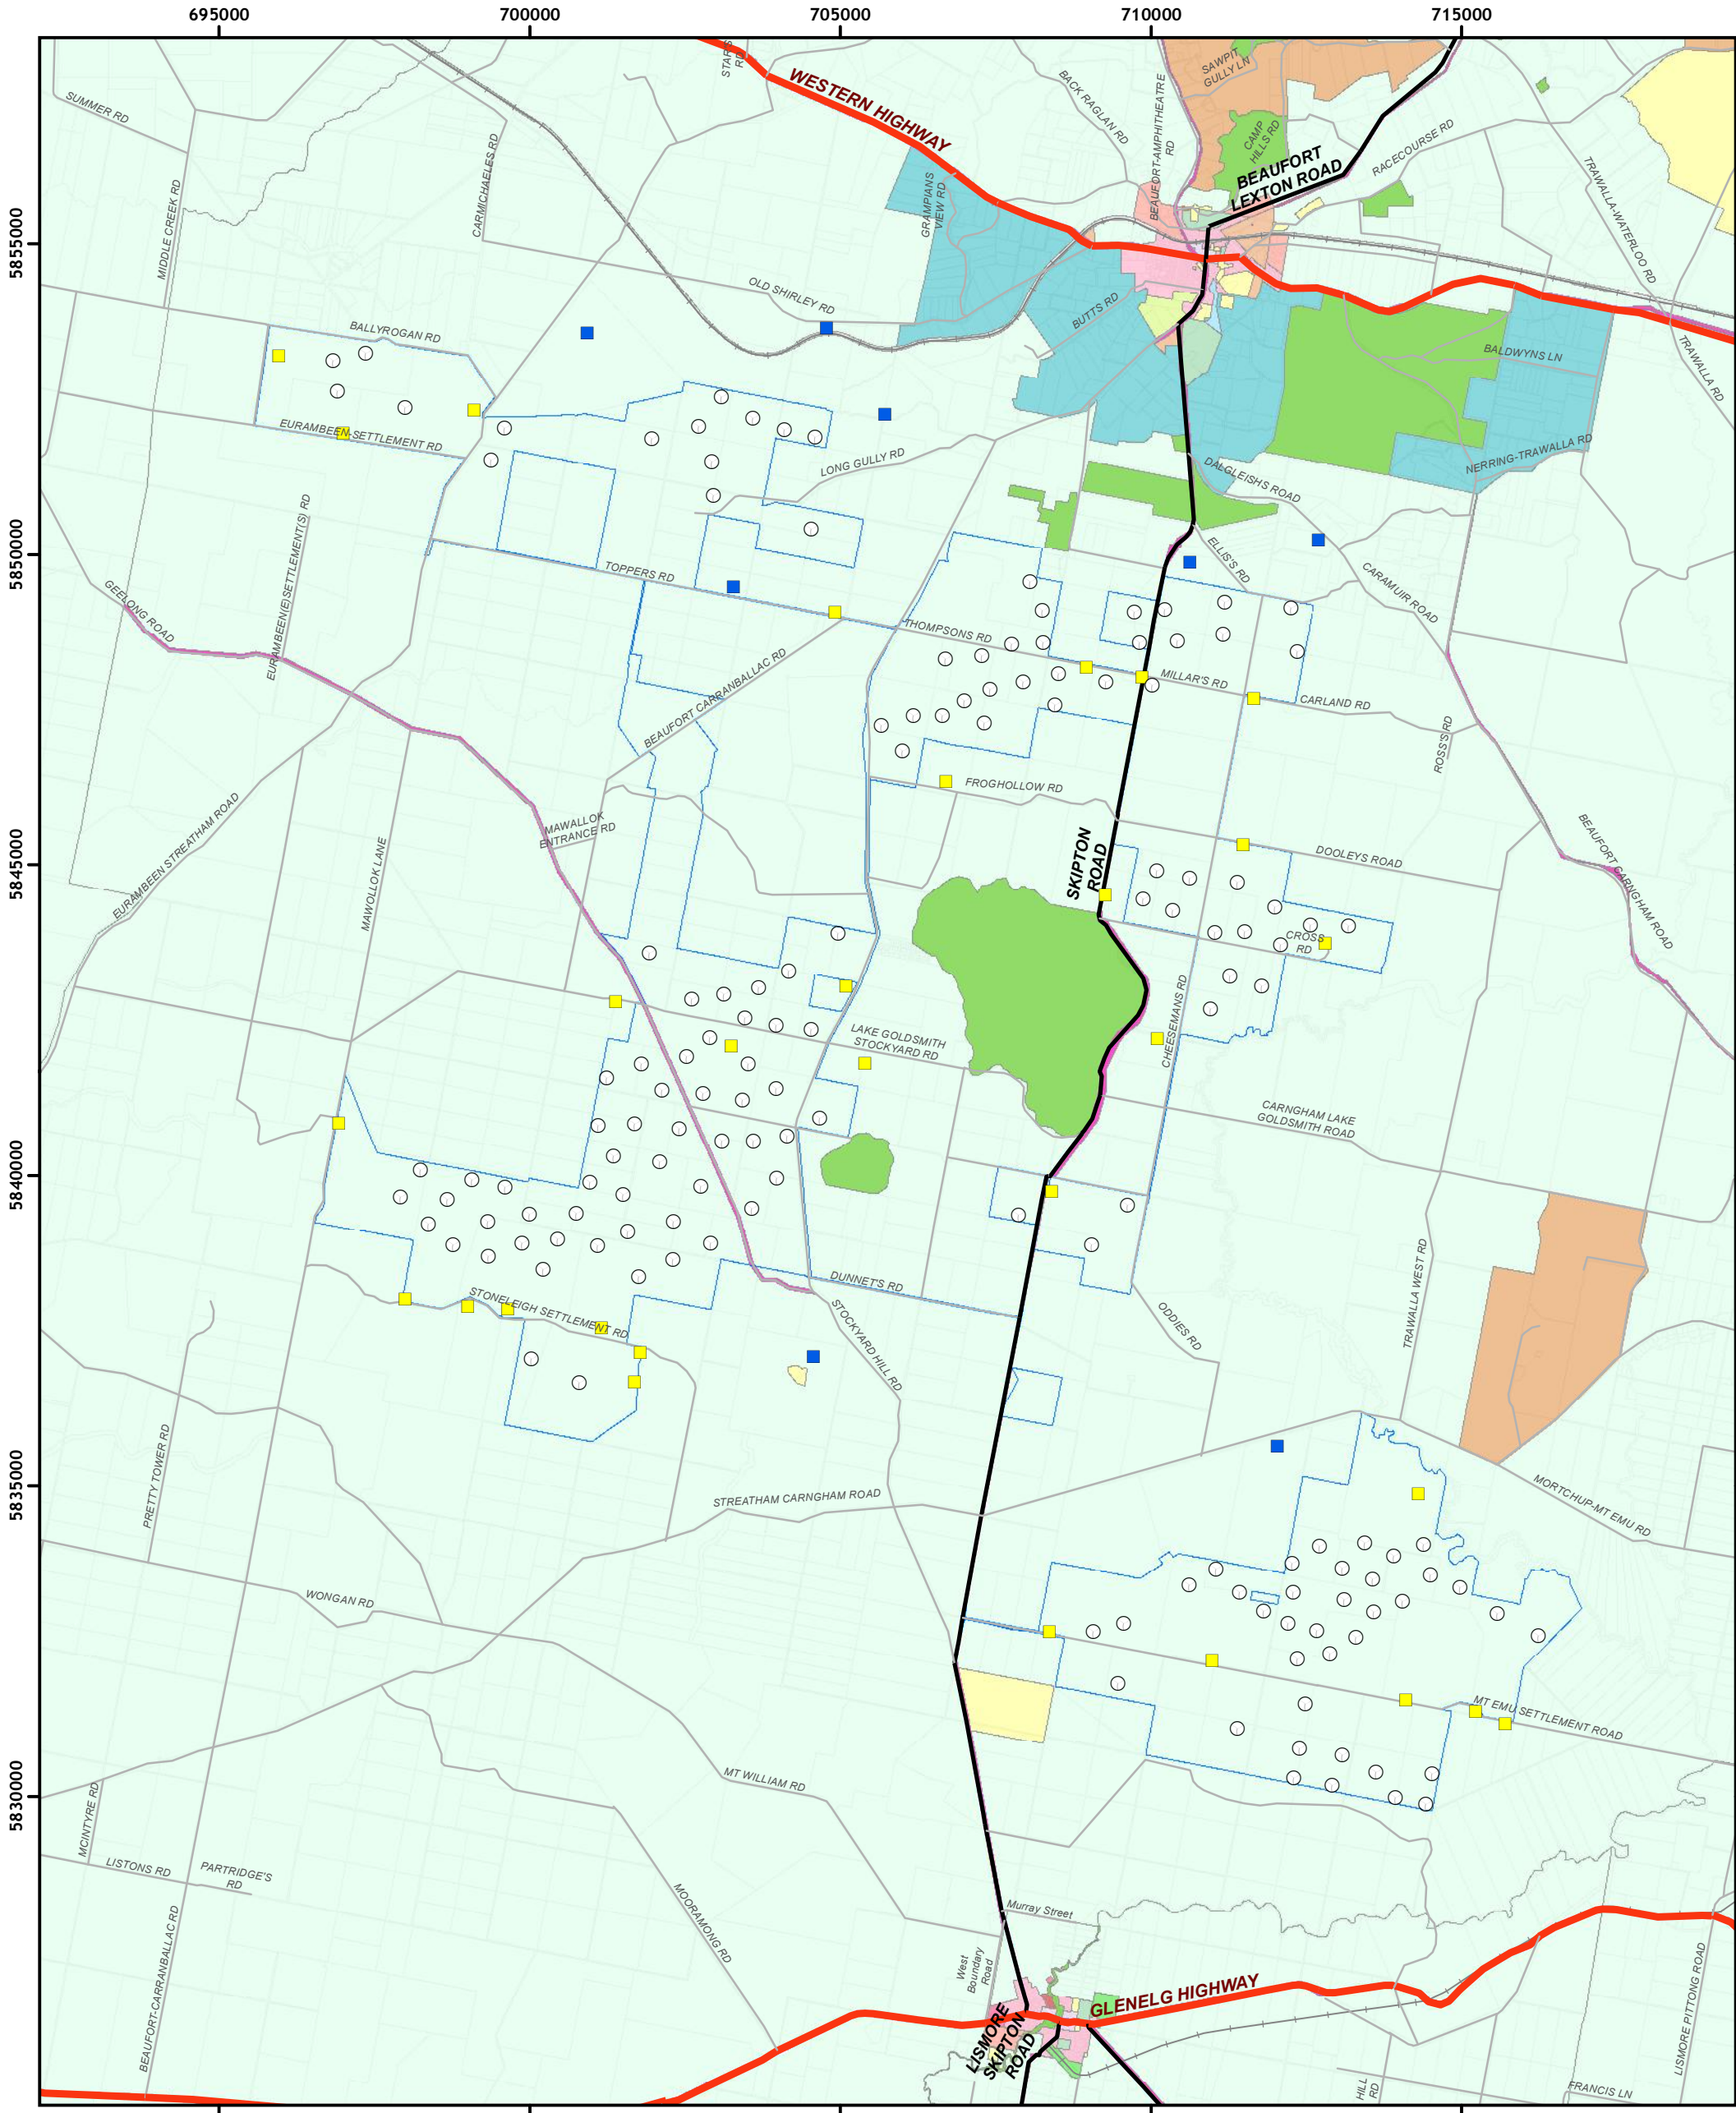 695000
700000
705000
710000
715000
5855000
5850000
5845000
5840000
5835000
5830000
STARS
RD
WESTERN HIGHWAY
SUMMER RD
MIDDLE CREEK RD
CARMICHAELES RD
BACK RAGLAN RD
BEAUFORT-AMPHITHEATRE
RD
SAWPIT
GULLY LN
CAMP
HILLS RD
BEAUFORT
LEXTON ROAD
RACECOURSE RD
TRAWALLA-WATERLOO RD
GRAMPIANS
VIEW RD
OLD SHIRLEY RD
BUTTS RD
BALLYROGAN RD
BALDWYNS LN
TRAWALLA RD
EURAMBEEN-SETTLEMENT RD
LONG GULLY RD
NERRING-TRAWALLA RD
DALGLEISHS ROAD
EURAMBEEN(E)SETTLEMENT(S) RD
ELLIS'S RD
TOPPERS RD
CARAMUIR ROAD
GEELONG ROAD
THOMPSONS RD
BEAUFORT CARRANBALLAC RD
MILLAR'S RD
CARLAND RD
ROSS'S RD
FROGHOLLOW RD
EURAMBEEN STREATHAM ROAD
MAWALLOK
ENTRANCE RD
MAWOLLOK LANE
SKIPTON
ROAD
DOOLEYS ROAD
BEAUFORT CARNGHAM ROAD
CROSS
RD
CHEESEMANS RD
LAKE GOLDSMITH
STOCKYARD RD
CARNGHAM LAKE
GOLDSMITH ROAD
TRAWALLA WEST RD
DUNNET'S RD
STONELEIGH SETTLEMENT RD
STOCKYARD HILL RD
ODDIES RD
PRETTY TOWER RD
STREATHAM CARNGHAM ROAD
MORTCHUP-MT EMU RD
WONGAN RD
MT EMU SETTLEMENT ROAD
MT WILLIAM RD
MCINTYRE RD
LISTONS RD
PARTRIDGE'S
RD
MOORAMONG RD
Murray Street
West
Boundary
Road
BEAUFORT-CARRANBALLAC RD
GLENELG HIGHWAY
LISMORE
SKIPTON
ROAD
LISMORE PITTONG ROAD
HILL
RD
FRANCIS LN